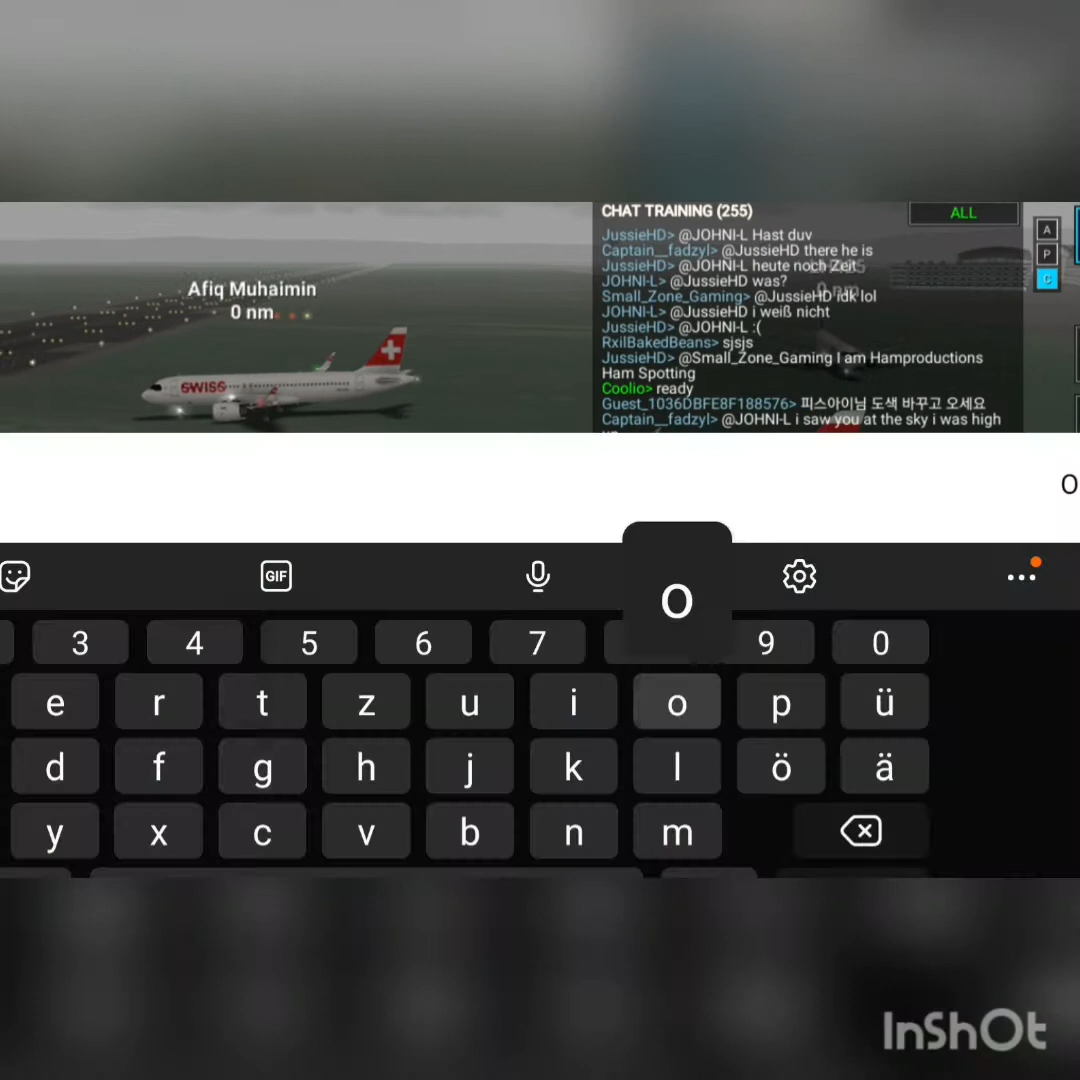 CHAT TRAINING (255)
ALL
JussieHD> @JOHNI-L Hast duv
Captain__fadzyl> @JussieHD there he is
JussieHD> @JOHNI-L heute noch Zeit
JOHNI-L> @JussieHD was?
Small_Zone_Gaming> @JussieHD idk lol
JOHNI-L> @JussieHD i weiß nicht
JussieHD> @JOHNI-L :(
RxilBakedBeans> sjsjs
JussieHD> @Small_Zone_Gaming I am Hamproductions
Ham Spotting
Coolio> ready
Guest_1036DBFE8F188576> 피스아이님 도색 바꾸고 오세요
Captain__fadzyl> @JOHNI-L i saw you at the sky i was high
A
P
C
Afiq Muhaimin
0 nm
0 nm
SWISS
o
GIF
o
3 4 5 6 7 9 0
e r t z u i o p ü
d f g h j k l ö ä
y x c v b n m
InShOt